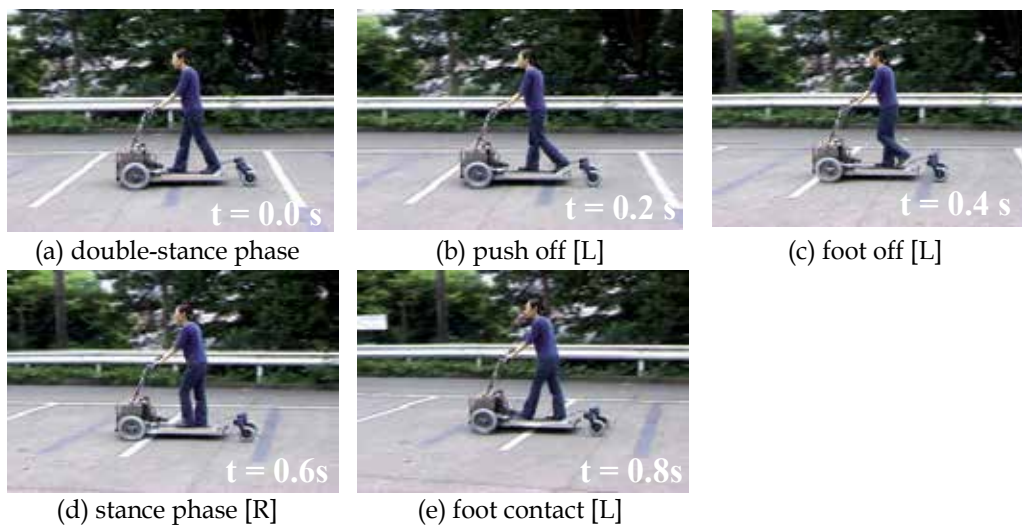 t = 0.0 s
t = 0.2 s
t = 0.4 s
(a) double-stance phase
(b) push off [L]
(c) foot off [L]
t = 0.6s
t = 0.8s
(d) stance phase [R]
(e) foot contact [L]